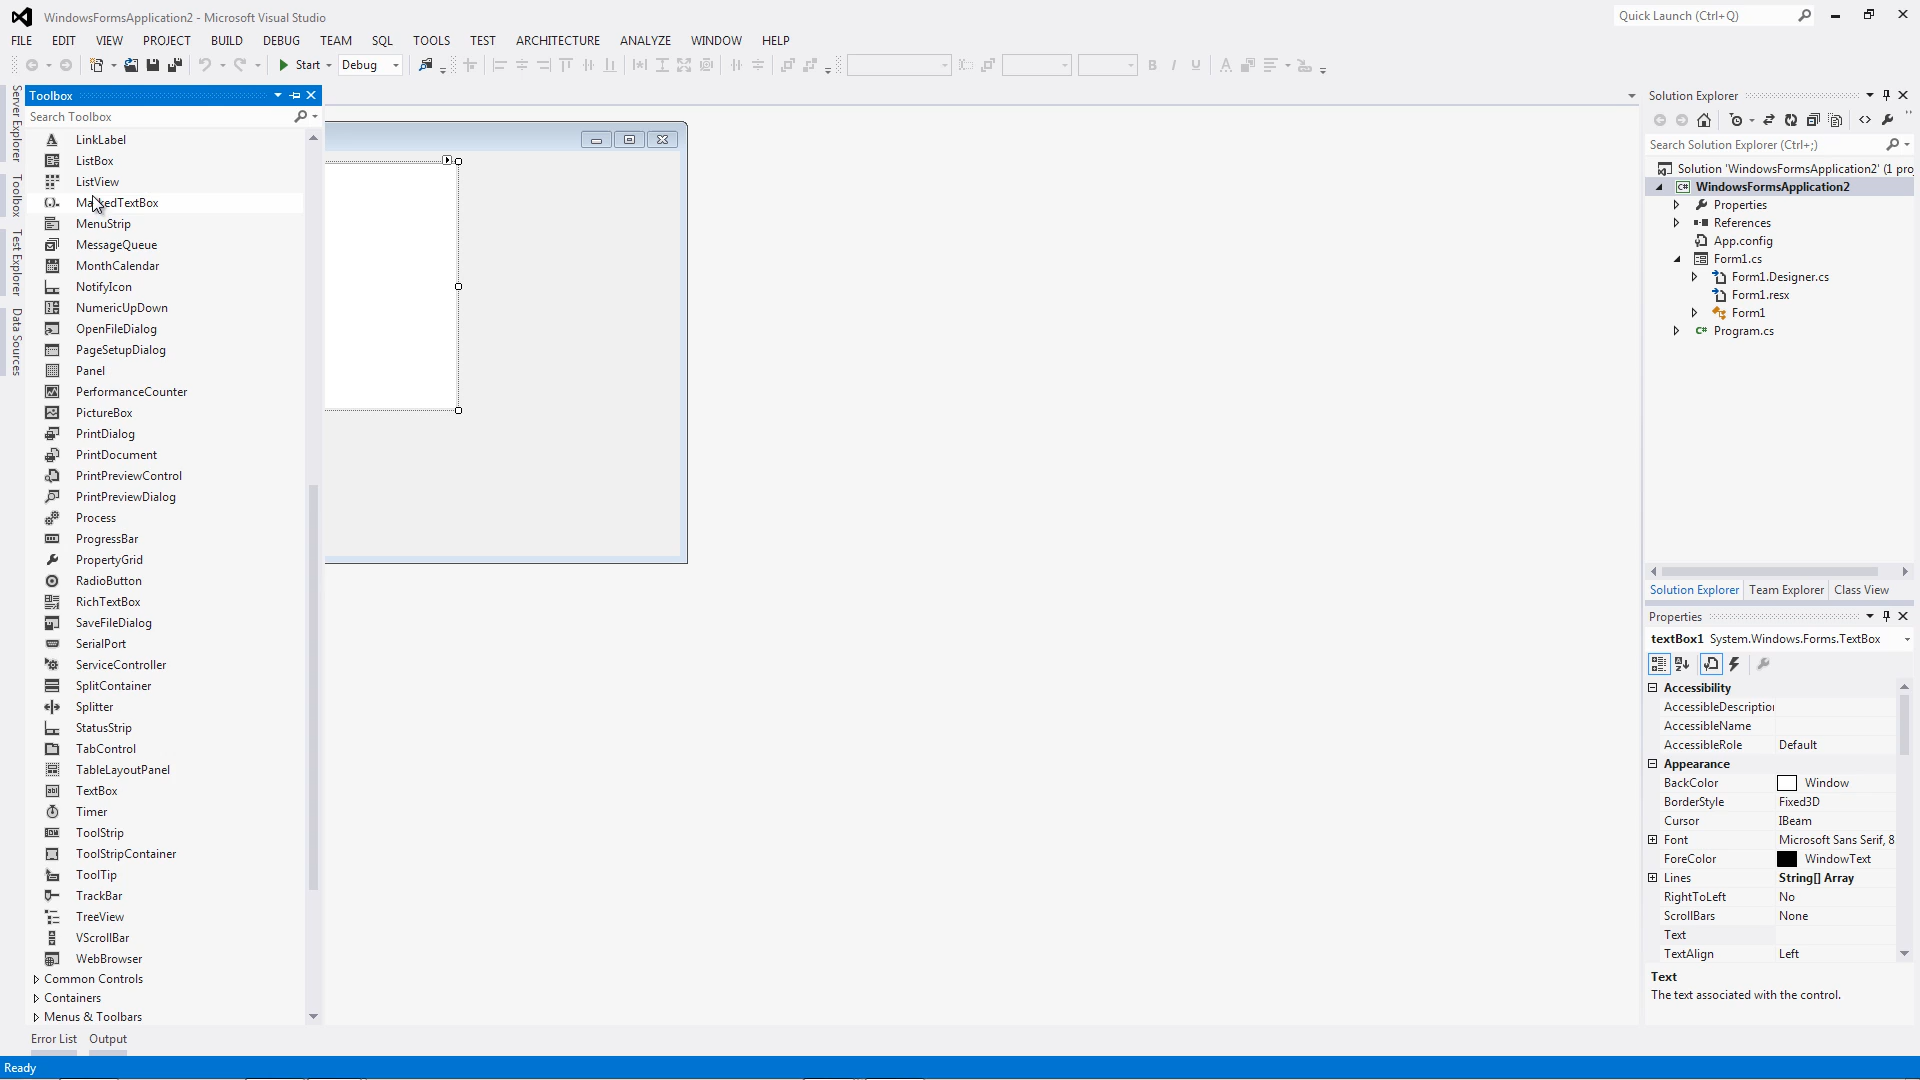 WindowsFormsApplication2 - Microsoft Visual Studio
Quick Launch (Ctrl+Q)
FILE EDIT VIEW PROJECT BUILD DEBUG TEAM SQL TOOLS TEST ARCHITECTURE ANALYZE WINDOW HELP
Start Debug
B I U A
Server Explorer
Toolbox
Test Explorer
Data Sources
Toolbox
Search Toolbox
LinkLabel
ListBox
ListView
MaskedTextBox
MenuStrip
MessageQueue
MonthCalendar
NotifyIcon
NumericUpDown
OpenFileDialog
PageSetupDialog
Panel
PerformanceCounter
PictureBox
PrintDialog
PrintDocument
PrintPreviewControl
PrintPreviewDialog
Process
ProgressBar
PropertyGrid
RadioButton
RichTextBox
SaveFileDialog
SerialPort
ServiceController
SplitContainer
Splitter
StatusStrip
TabControl
TableLayoutPanel
TextBox
Timer
ToolStrip
ToolStripContainer
ToolTip
TrackBar
TreeView
VScrollBar
WebBrowser
Common Controls
Containers
Menus & Toolbars
Error List Output
Ready
Solution Explorer
Search Solution Explorer (Ctrl+;)
Solution 'WindowsFormsApplication2' (1 pro
WindowsFormsApplication2
Properties
References
App.config
Form1.cs
Form1.Designer.cs
Form1.resx
Form1
Program.cs
Solution Explorer Team Explorer Class View
Properties
textBox1 System.Windows.Forms.TextBox
Accessibility
AccessibleDescription
AccessibleName
AccessibleRole Default
Appearance
BackColor Window
BorderStyle Fixed3D
Cursor IBeam
Font Microsoft Sans Serif, 8
ForeColor WindowText
Lines String[] Array
RightToLeft No
ScrollBars None
Text
TextAlign Left
Text
The text associated with the control.